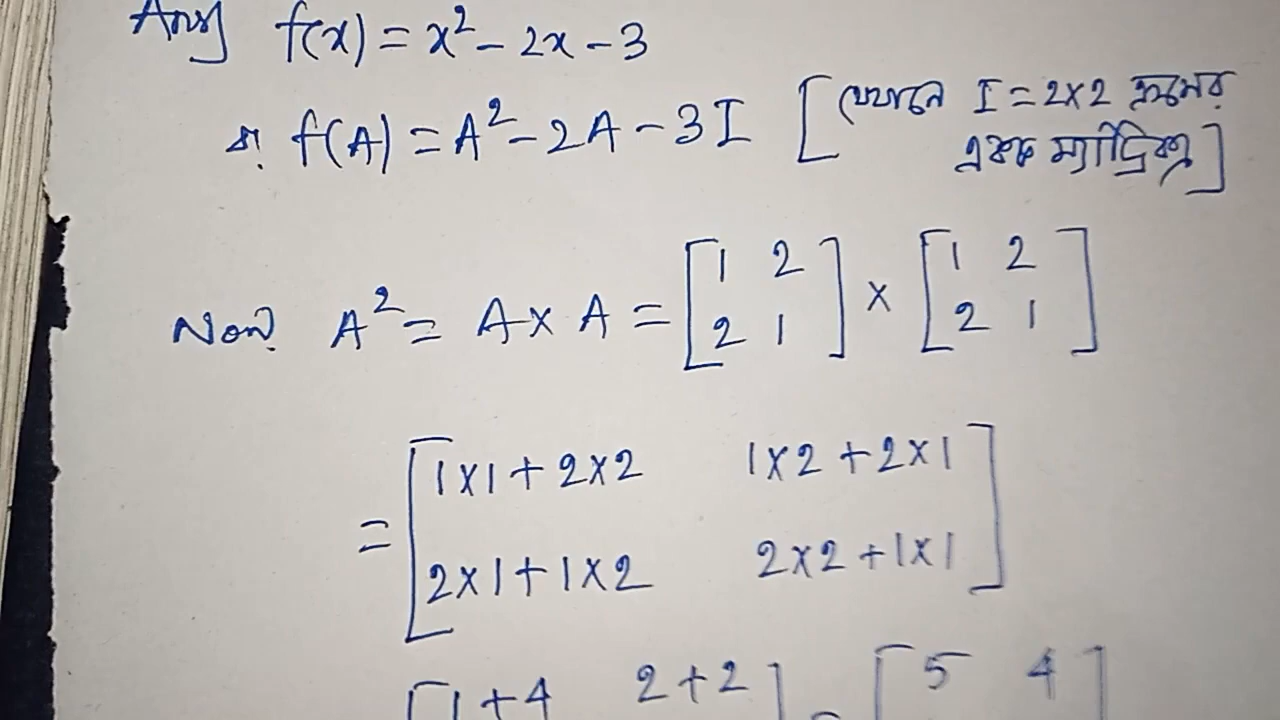 Ans) f(x) = x² - 2x - 3
বা, f(A) = A² - 2A - 3I [যেখানে I = 2×2 ক্রমের
একক ম্যাট্রিক্স]
Now, A² = A × A = [1 2 × [1 2
2 1] 2 1]
= [1×1+2×2 1×2+2×1
2×1+1×2 2×2+1×1]
[1+4 2+2] = [5 4]